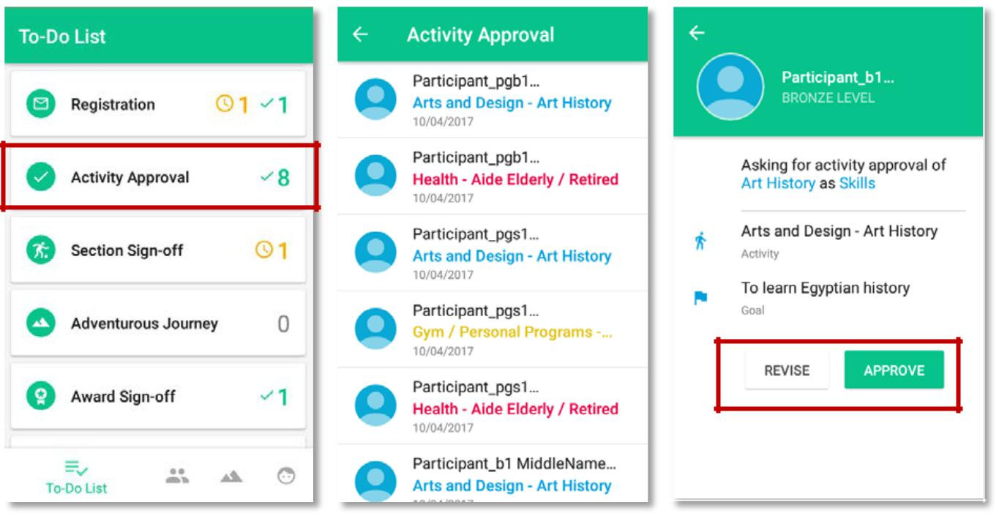 To-Do List
Registration 1 1
Activity Approval 8
Section Sign-off 1
Adventurous Journey 0
Award Sign-off 1
To-Do List
Activity Approval
Participant_pgb1...
Arts and Design - Art History
10/04/2017
Participant_pgb1...
Health - Aide Elderly / Retired
10/04/2017
Participant_pgs1...
Arts and Design - Art History
10/04/2017
Participant_pgs1...
Gym / Personal Programs -...
10/04/2017
Participant_pgs1...
Health - Aide Elderly / Retired
10/04/2017
Participant_b1 MiddleName...
Arts and Design - Art History
Participant_b1...
BRONZE LEVEL
Asking for activity approval of
Art History as Skills
Arts and Design - Art History
Activity
To learn Egyptian history
Goal
REVISE APPROVE